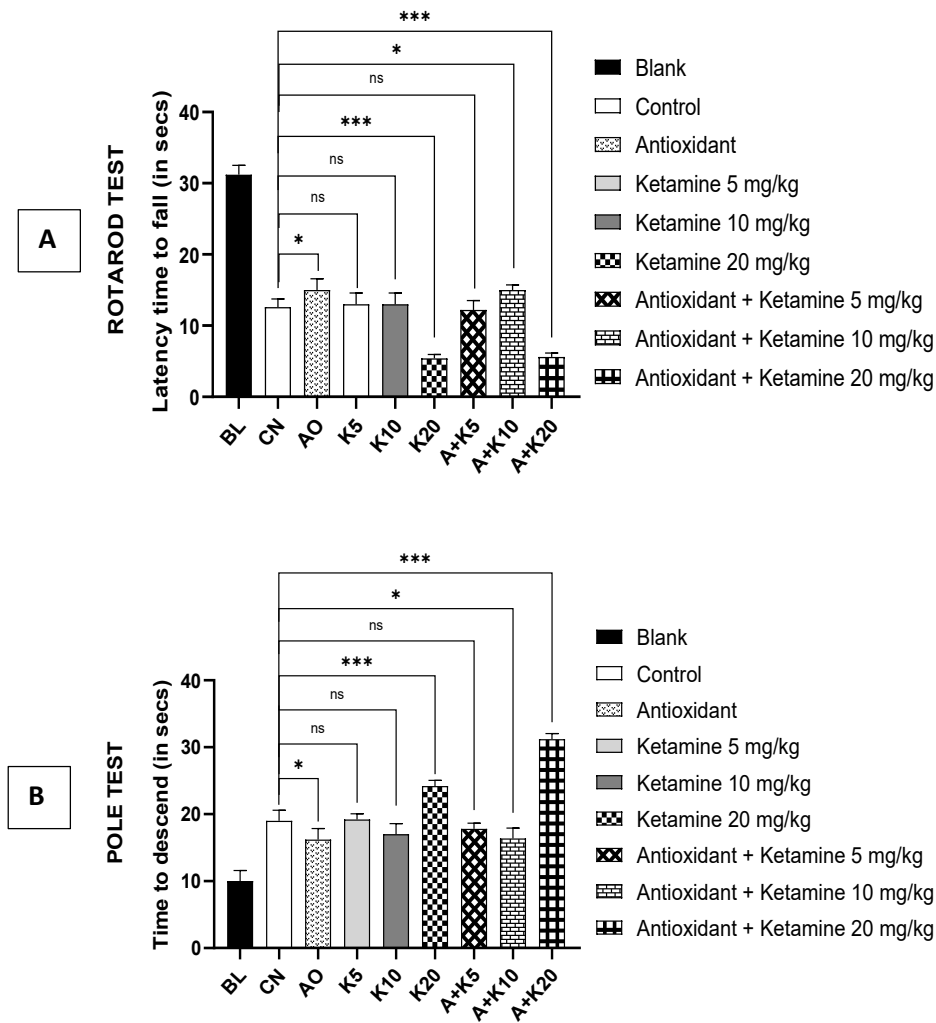 A
ROTAROD TEST
Latency time to fall (in secs)
40
30
20
10
0
***
*
ns
***
ns
ns
*
BL
CN
AO
K5
K10
K20
A+K5
A+K10
A+K20
Blank
Control
Antioxidant
Ketamine 5 mg/kg
Ketamine 10 mg/kg
Ketamine 20 mg/kg
Antioxidant + Ketamine 5 mg/kg
Antioxidant + Ketamine 10 mg/kg
Antioxidant + Ketamine 20 mg/kg
B
POLE TEST
Time to descend (in secs)
40
30
20
10
0
***
*
ns
***
ns
ns
*
BL
CN
AO
K5
K10
K20
A+K5
A+K10
A+K20
Blank
Control
Antioxidant
Ketamine 5 mg/kg
Ketamine 10 mg/kg
Ketamine 20 mg/kg
Antioxidant + Ketamine 5 mg/kg
Antioxidant + Ketamine 10 mg/kg
Antioxidant + Ketamine 20 mg/kg